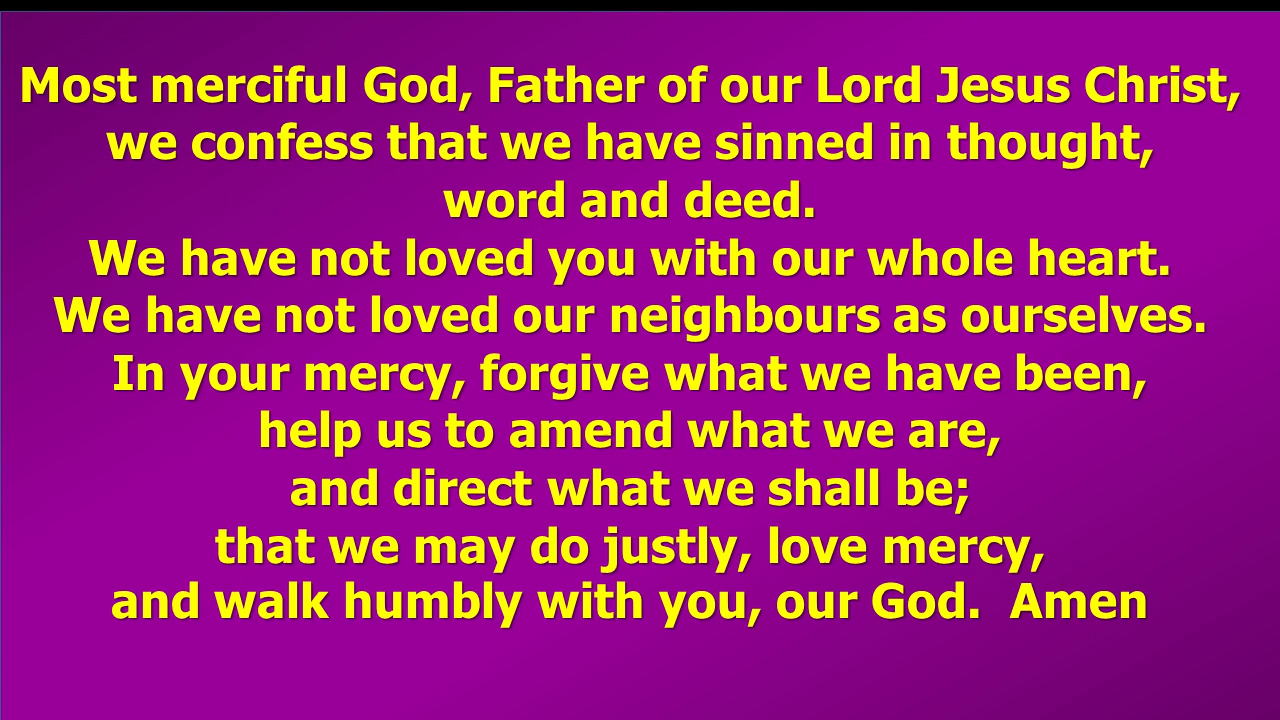 Most merciful God, Father of our Lord Jesus Christ,
we confess that we have sinned in thought,
word and deed.
We have not loved you with our whole heart.
We have not loved our neighbours as ourselves.
In your mercy, forgive what we have been,
help us to amend what we are,
and direct what we shall be;
that we may do justly, love mercy,
and walk humbly with you, our God.  Amen